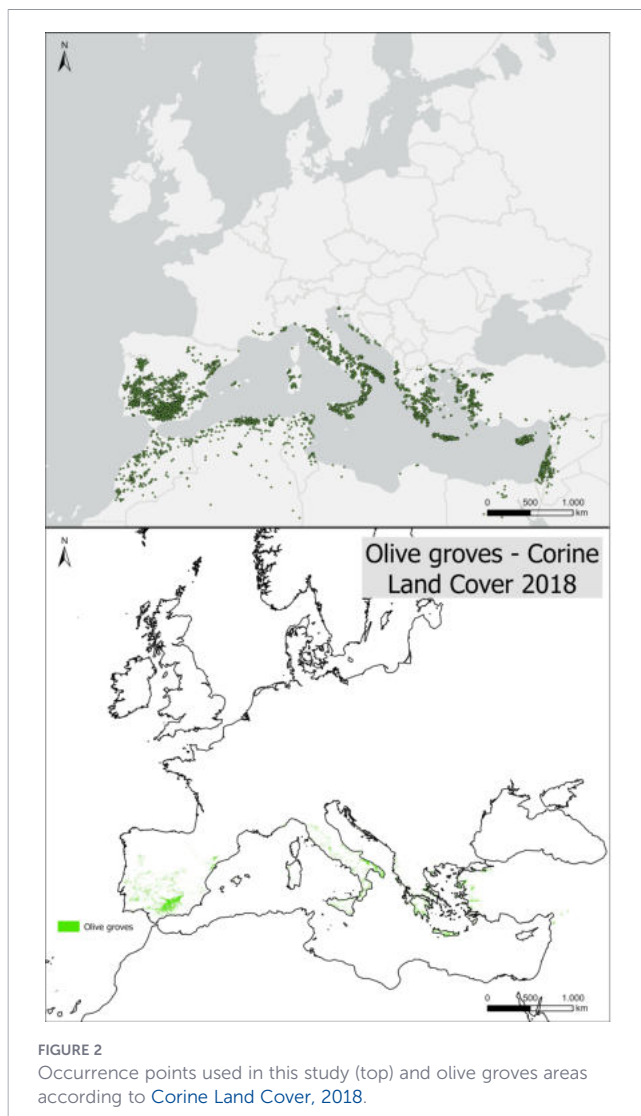 N
0 500 1.000
km
N
Olive groves - Corine
Land Cover 2018
Olive groves
0 500 1.000
km
FIGURE 2
Occurrence points used in this study (top) and olive groves areas
according to Corine Land Cover, 2018.